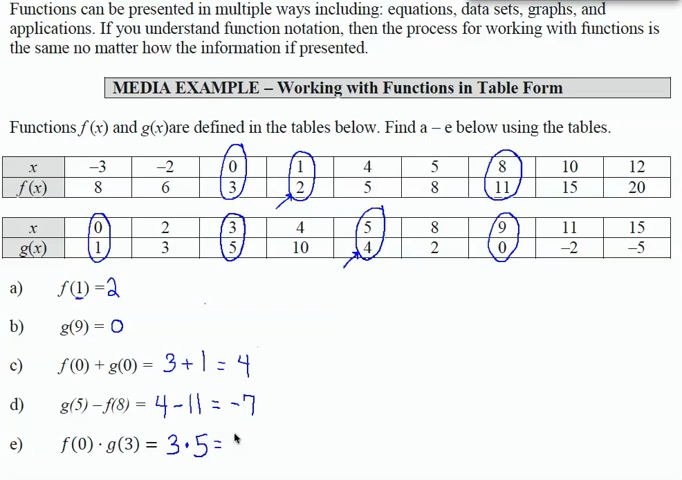 Functions can be presented in multiple ways including: equations, data sets, graphs, and
applications. If you understand function notation, then the process for working with functions is
the same no matter how the information if presented.
MEDIA EXAMPLE – Working with Functions in Table Form
Functions f (x) and g(x)are defined in the tables below. Find a – e below using the tables.
x –3 –2 0 1 4 5 8 10 12
f(x) 8 6 3 2 5 8 11 15 20
x 0 2 3 4 5 8 9 11 15
g(x) 1 3 5 10 4 2 0 –2 –5
a) f(1) = 2
b) g(9) = 0
c) f(0) + g(0) = 3 + 1 = 4
d) g(5) – f(8) = 4 - 11 = -7
e) f(0) · g(3) = 3 · 5 =